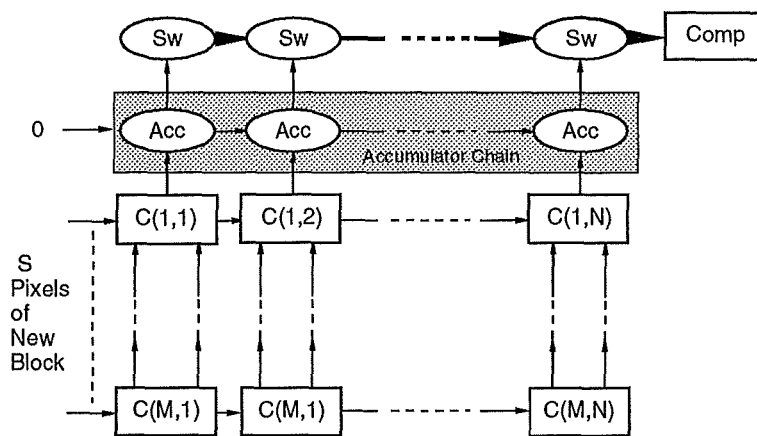 Sw Sw Sw Comp
0 Acc Acc Acc
Accumulator Chain
C(1,1) C(1,2) C(1,N)
S
Pixels
of
New
Block
C(M,1) C(M,1) C(M,N)